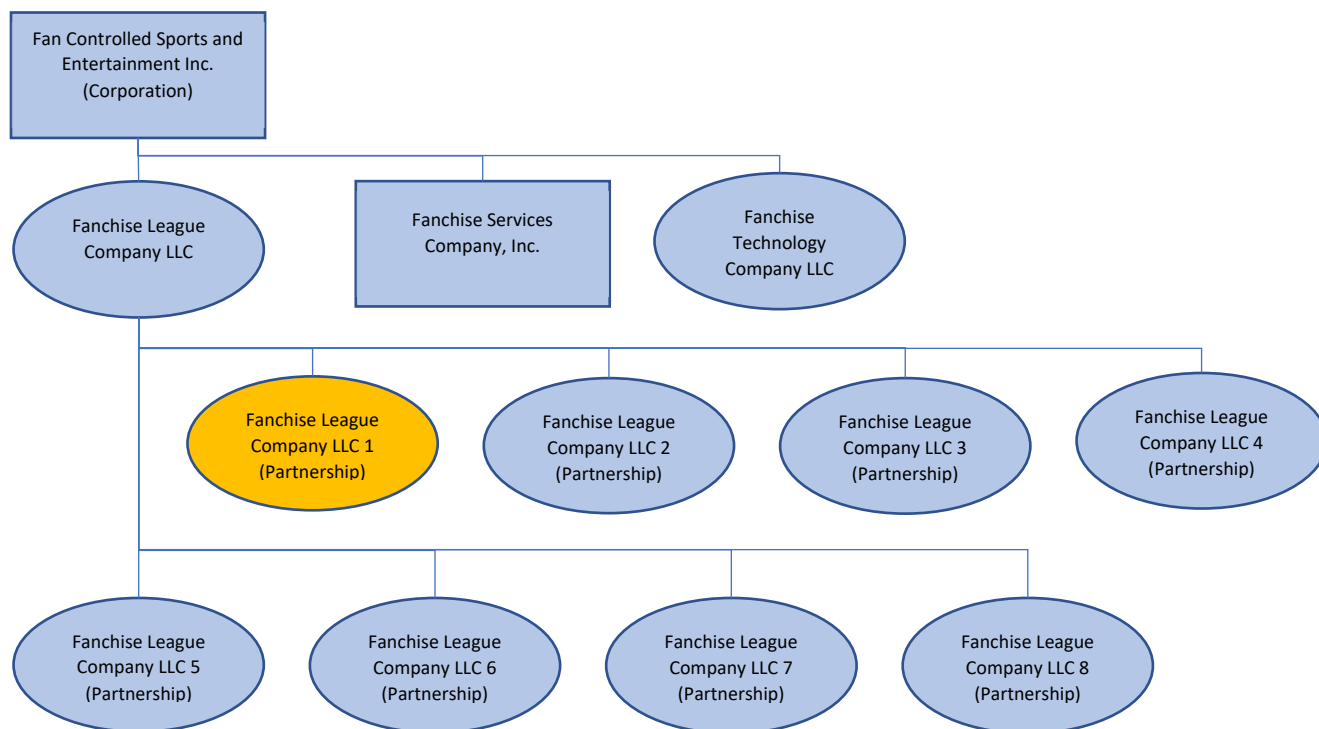 Fan Controlled Sports and
Entertainment Inc.
(Corporation)
Fanchise League
Company LLC
Fanchise Services
Company, Inc.
Fanchise
Technology
Company LLC
Fanchise League
Company LLC 1
(Partnership)
Fanchise League
Company LLC 2
(Partnership)
Fanchise League
Company LLC 3
(Partnership)
Fanchise League
Company LLC 4
(Partnership)
Fanchise League
Company LLC 5
(Partnership)
Fanchise League
Company LLC 6
(Partnership)
Fanchise League
Company LLC 7
(Partnership)
Fanchise League
Company LLC 8
(Partnership)